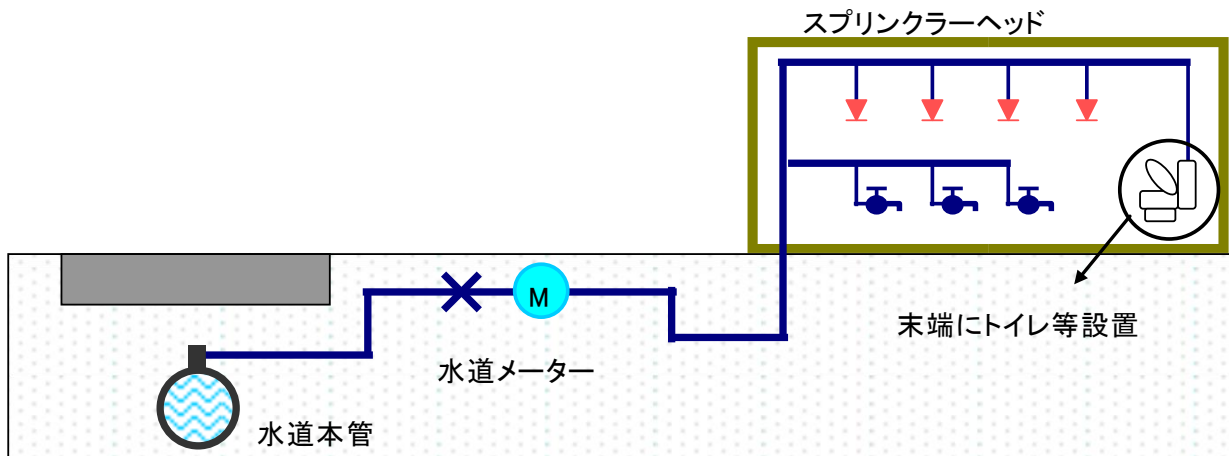 スプリンクラーヘッド
M
末端にトイレ等設置
水道メーター
水道本管